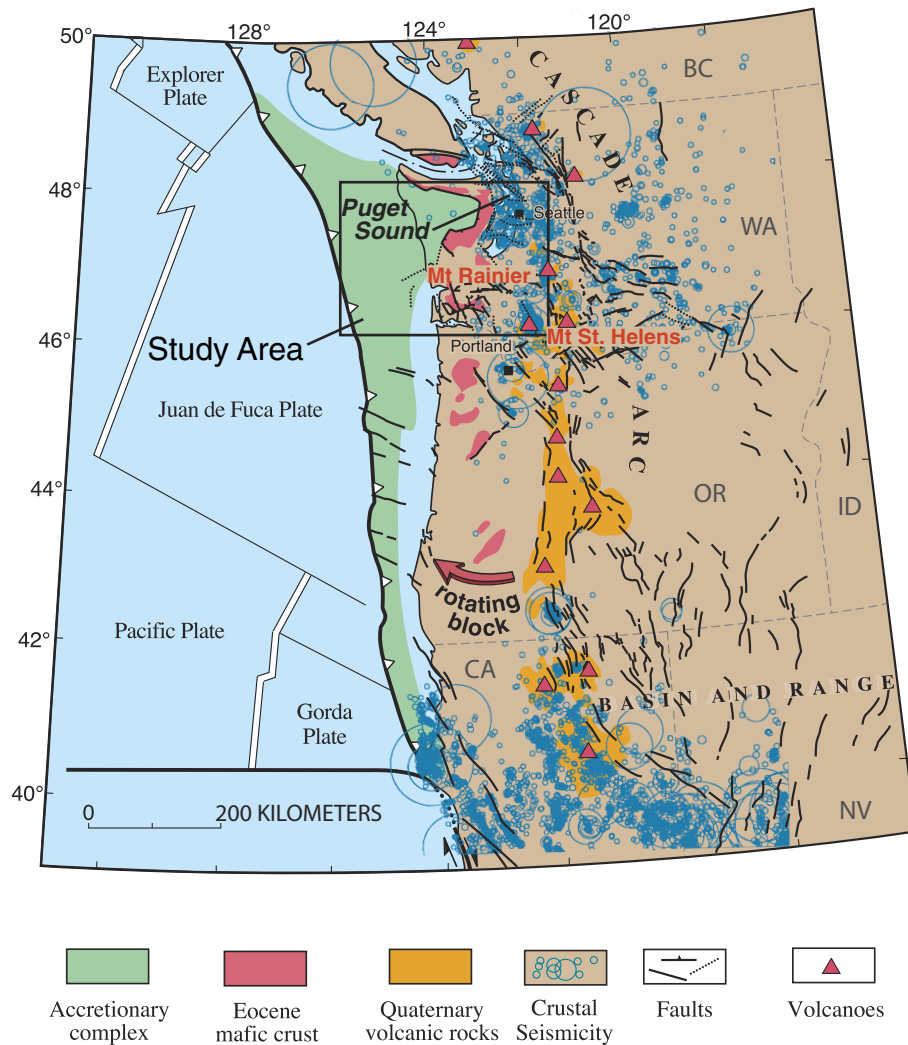 128°
124°
120°
50°
Explorer
Plate
BC
CASCADE
48°
Puget
Sound
Seattle
WA
Mt Rainier
46°
Portland
Mt St. Helens
Study Area
Juan de Fuca Plate
ARC
44°
OR
ID
rotating
block
42°
Pacific Plate
CA
BASIN AND RANGE
Gorda
Plate
40°
0
200 KILOMETERS
NV
Accretionary
complex
Eocene
mafic crust
Quaternary
volcanic rocks
Crustal
Seismicity
Faults
Volcanoes